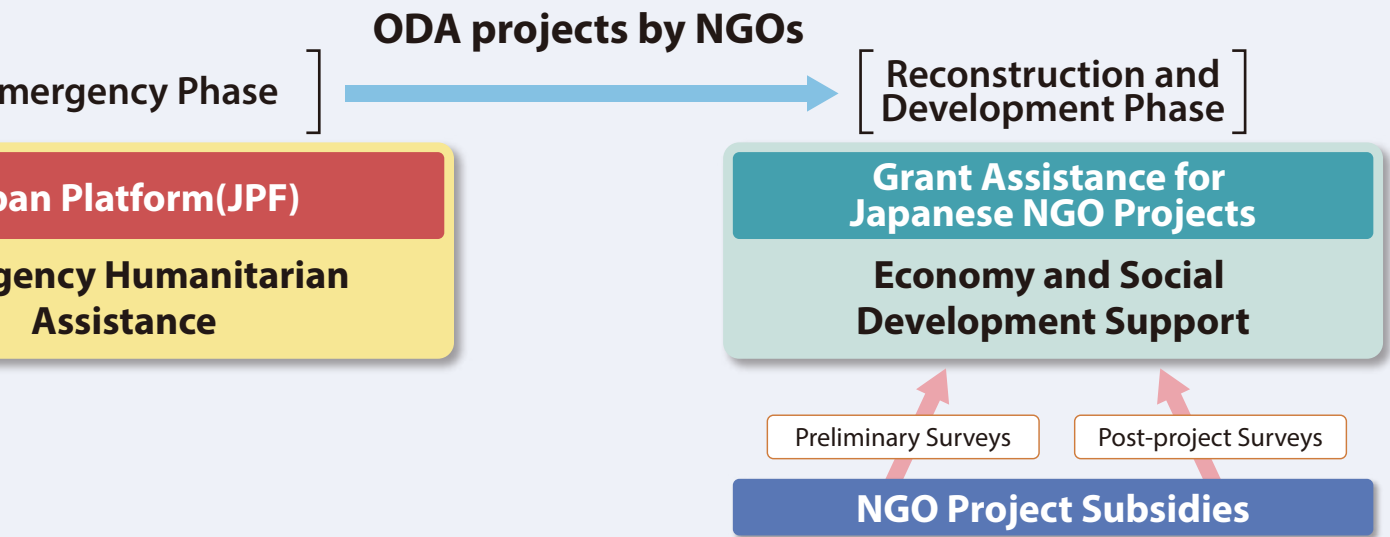 ODA projects by NGOs
mergency Phase
Reconstruction and
Development Phase
pan Platform(JPF)
gency Humanitarian
Assistance
Grant Assistance for
Japanese NGO Projects
Economy and Social
Development Support
Preliminary Surveys
Post-project Surveys
NGO Project Subsidies